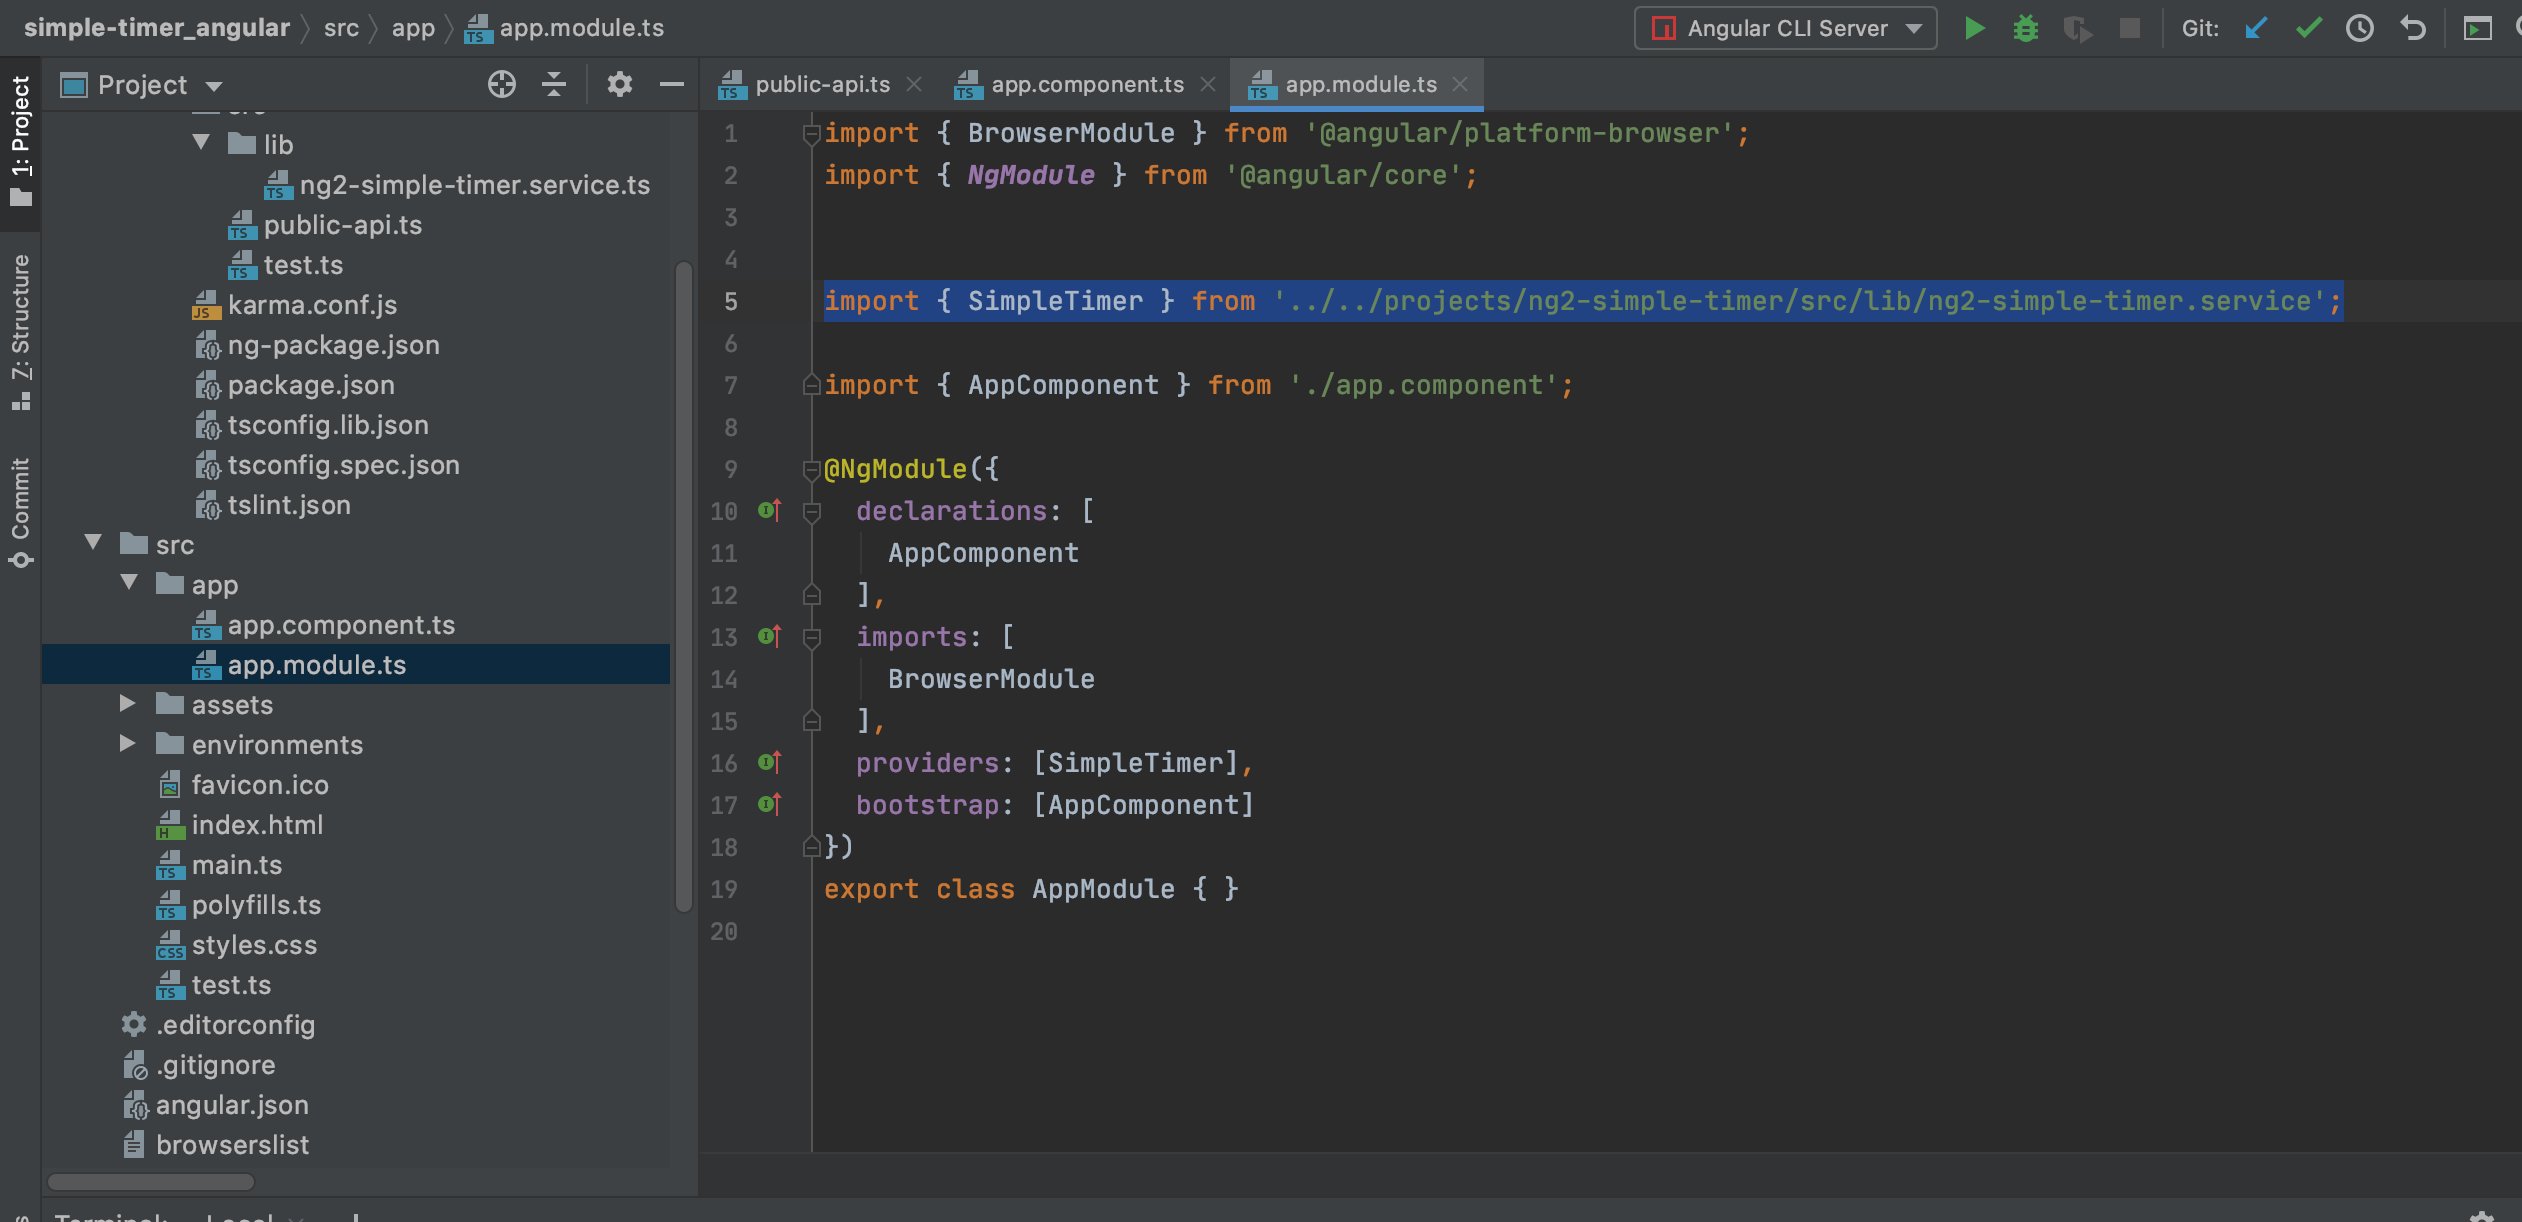 simple-timer_angular
src
app
app.module.ts
Angular CLI Server
Git:
1: Project
Z: Structure
Commit
Project
lib
ng2-simple-timer.service.ts
public-api.ts
test.ts
karma.conf.js
ng-package.json
package.json
tsconfig.lib.json
tsconfig.spec.json
tslint.json
src
app
app.component.ts
app.module.ts
assets
environments
favicon.ico
index.html
main.ts
polyfills.ts
styles.css
test.ts
.editorconfig
.gitignore
angular.json
browserslist
public-api.ts
app.component.ts
app.module.ts
1 import { BrowserModule } from '@angular/platform-browser';
2 import { NgModule } from '@angular/core';
3
4
5 import { SimpleTimer } from '../../projects/ng2-simple-timer/src/lib/ng2-simple-timer.service';
6
7 import { AppComponent } from './app.component';
8
9 @NgModule({
10 declarations: [
11 AppComponent
12 ],
13 imports: [
14 BrowserModule
15 ],
16 providers: [SimpleTimer],
17 bootstrap: [AppComponent]
18 })
19 export class AppModule { }
20
Terminal: Local